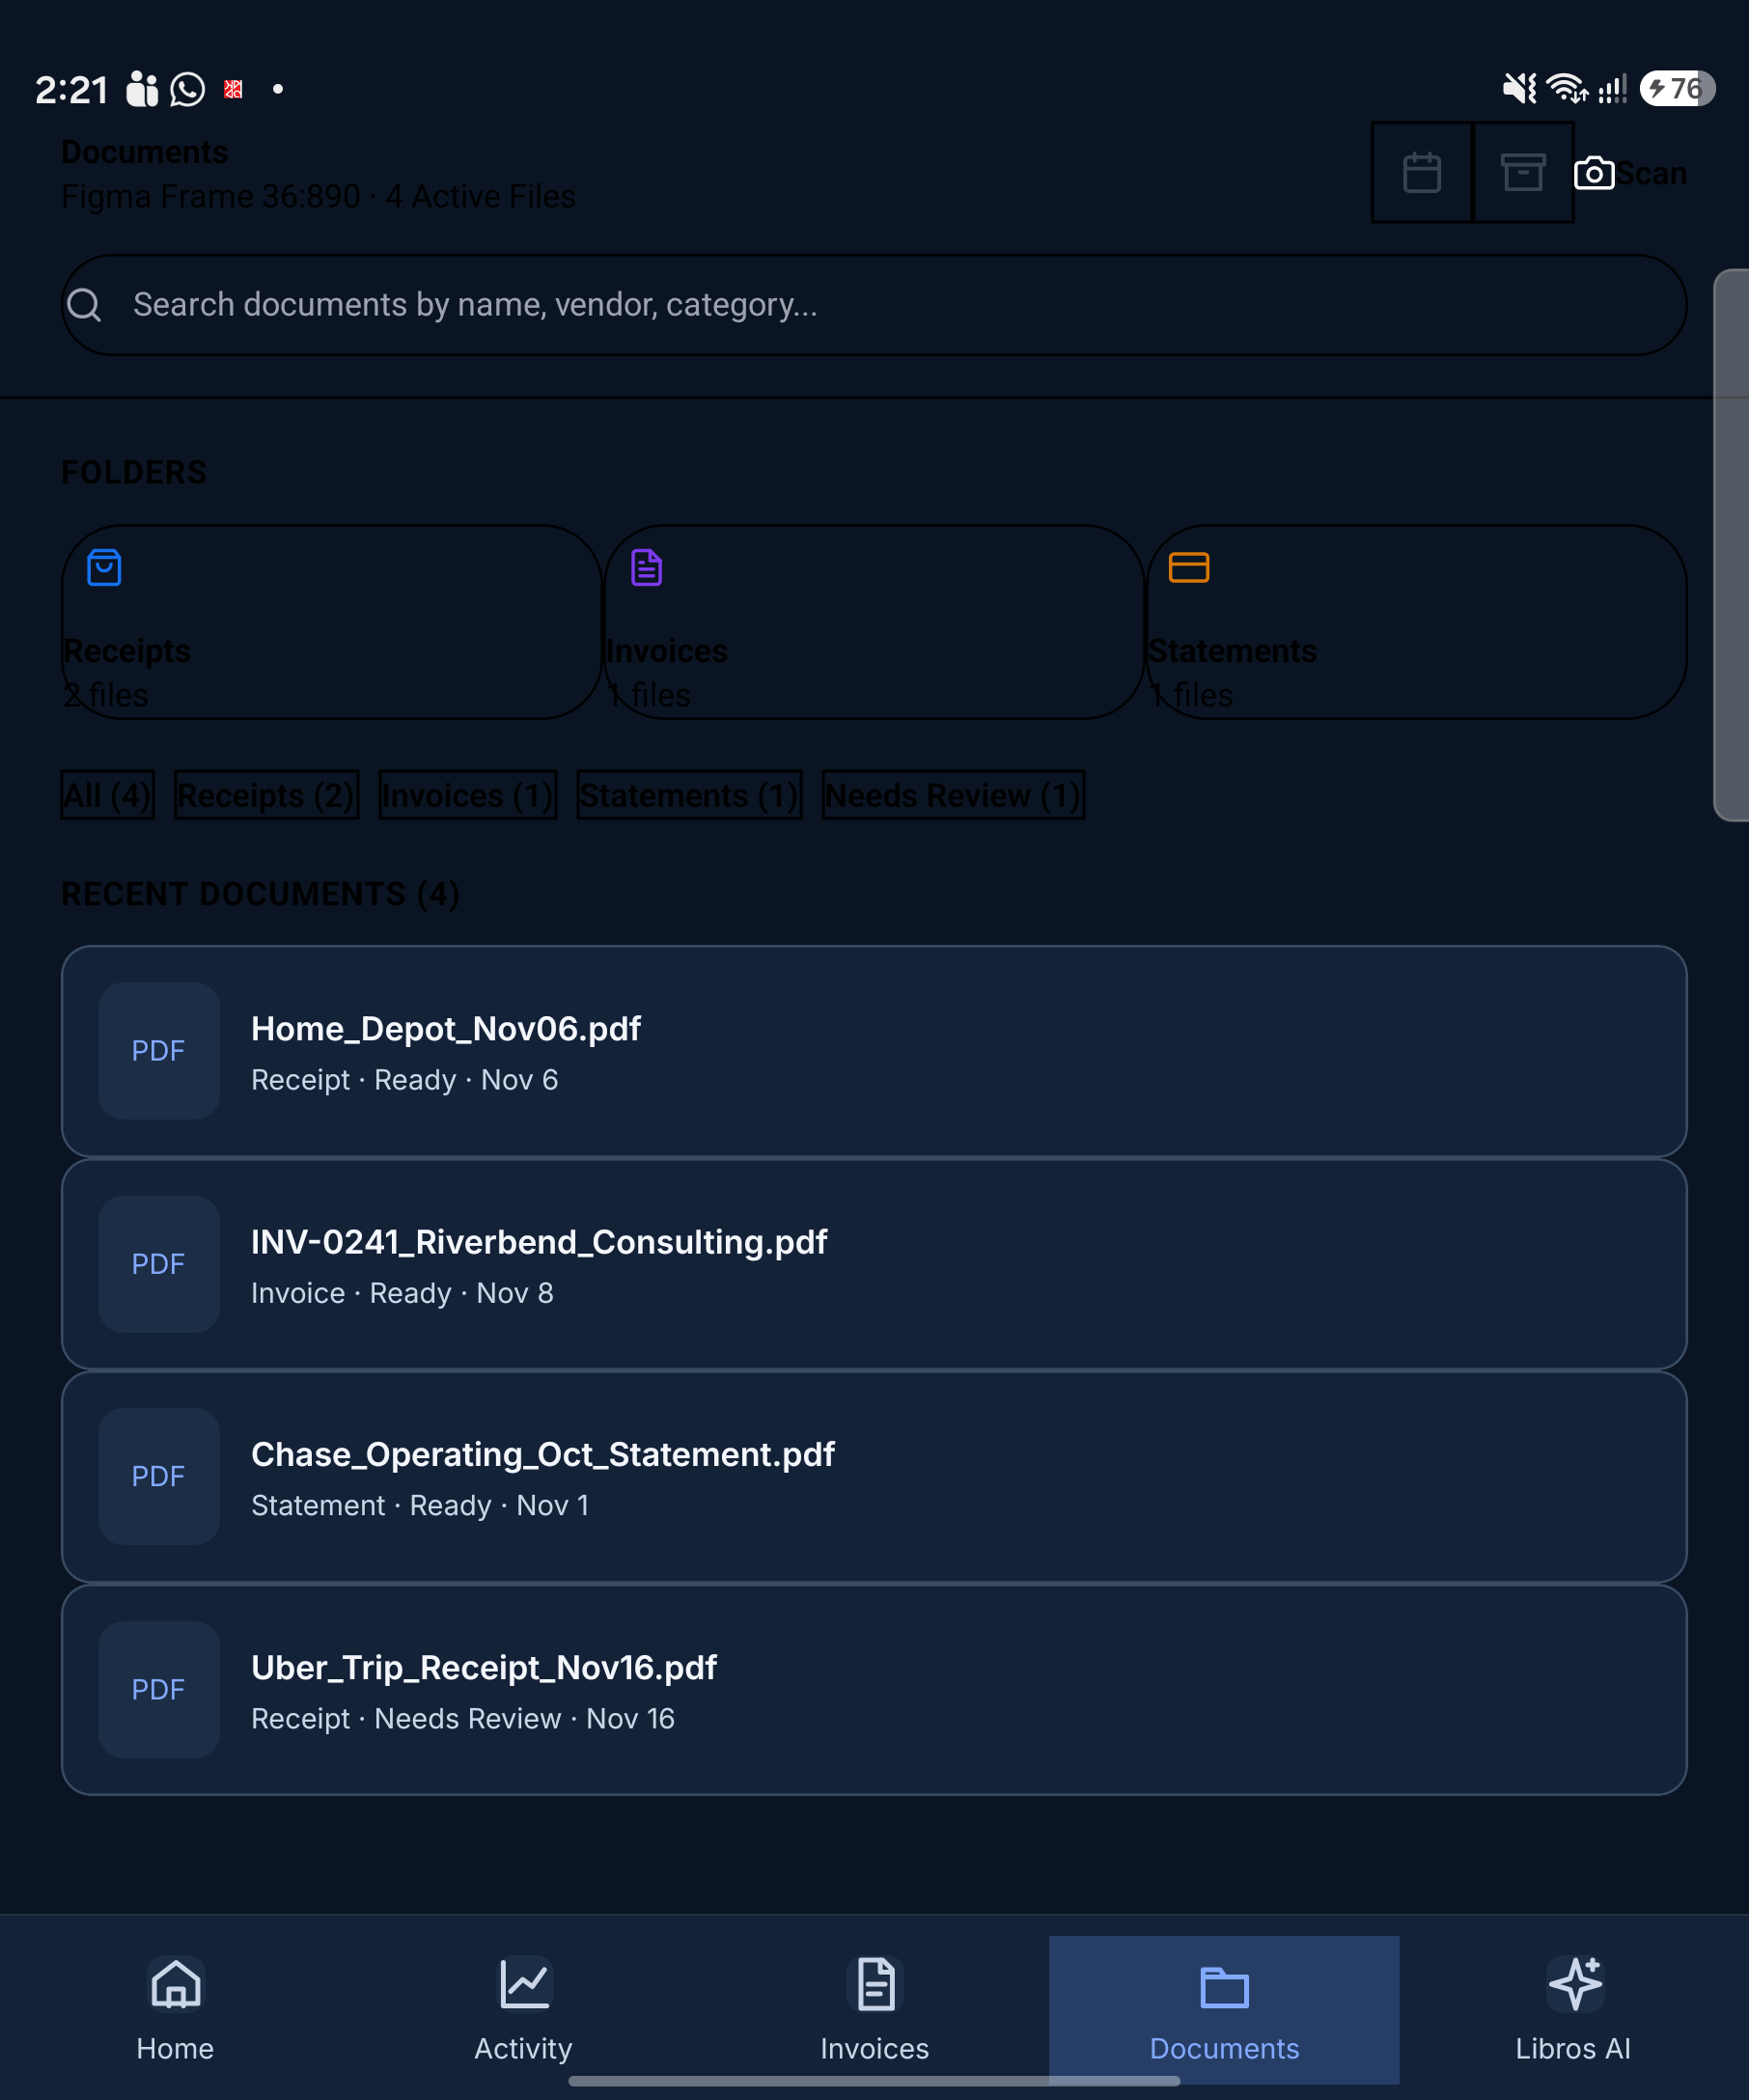 2:21
76
Documents
Figma Frame 36:890 · 4 Active Files
Scan
Search documents by name, vendor, category...
FOLDERS
Receipts
2 files
Invoices
1 files
Statements
1 files
All (4) Receipts (2) Invoices (1) Statements (1) Needs Review (1)
RECENT DOCUMENTS (4)
PDF
Home_Depot_Nov06.pdf
Receipt · Ready · Nov 6
PDF
INV-0241_Riverbend_Consulting.pdf
Invoice · Ready · Nov 8
PDF
Chase_Operating_Oct_Statement.pdf
Statement · Ready · Nov 1
PDF
Uber_Trip_Receipt_Nov16.pdf
Receipt · Needs Review · Nov 16
Home Activity Invoices Documents Libros AI